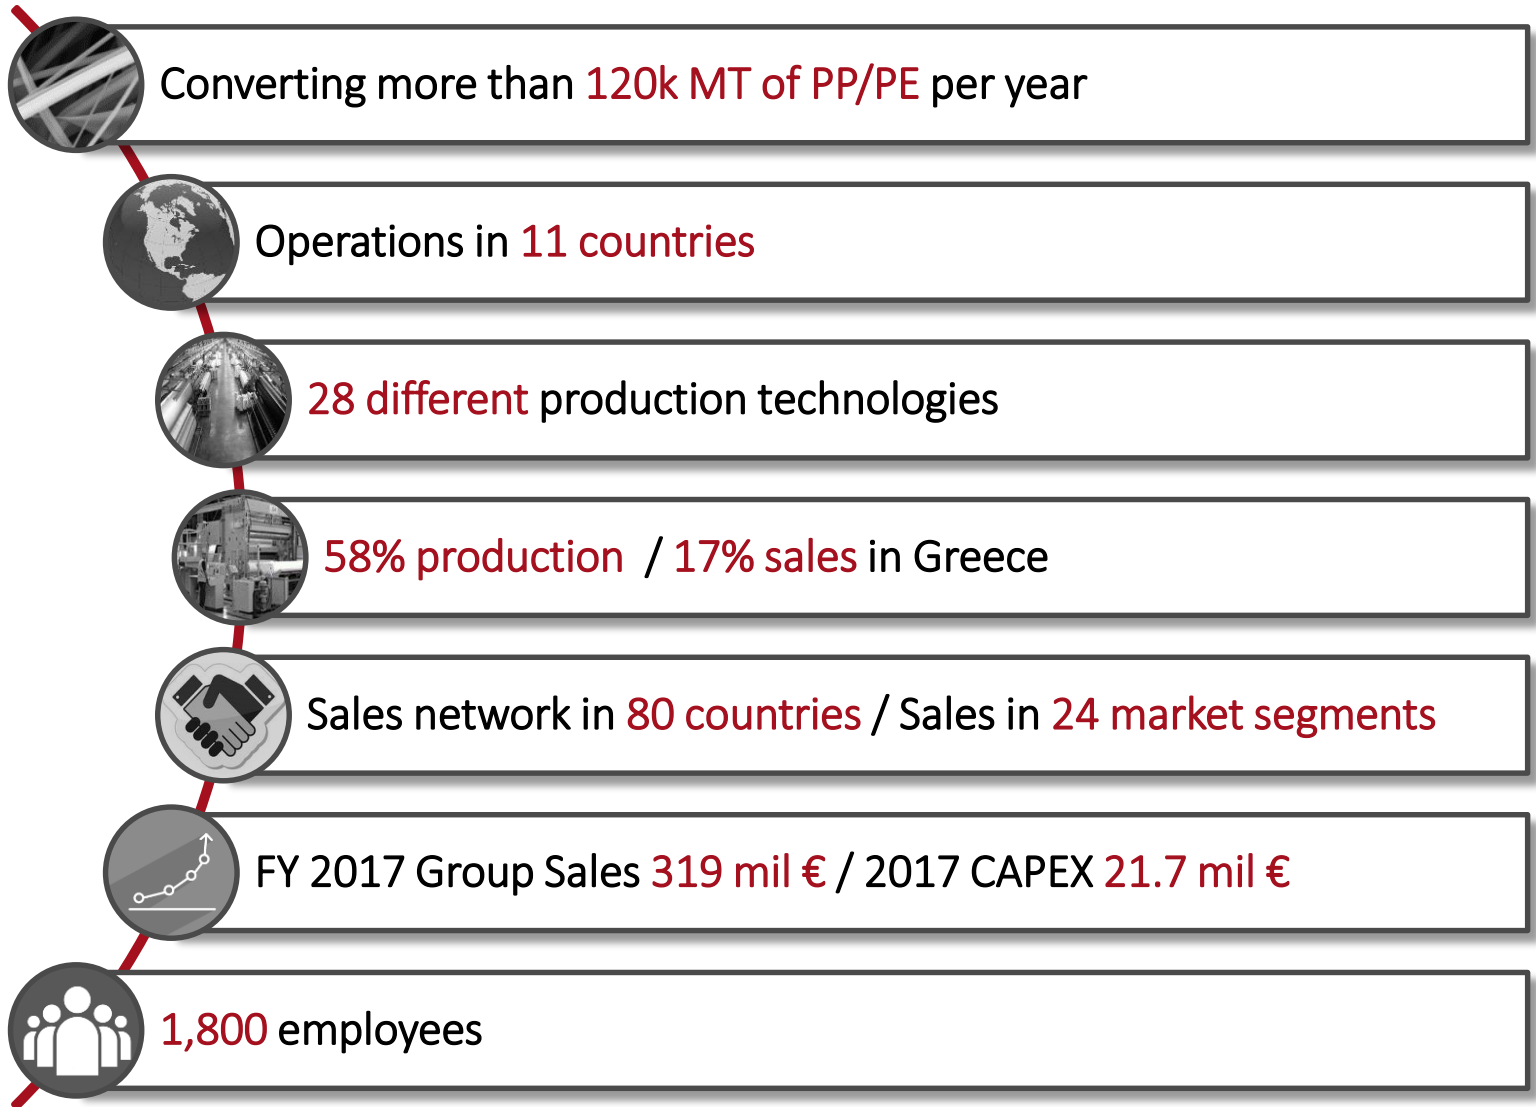 Converting more than 120k MT of PP/PE per year
Operations in 11 countries
28 different production technologies
58% production / 17% sales in Greece
Sales network in 80 countries / Sales in 24 market segments
FY 2017 Group Sales 319 mil € / 2017 CAPEX 21.7 mil €
1,800 employees